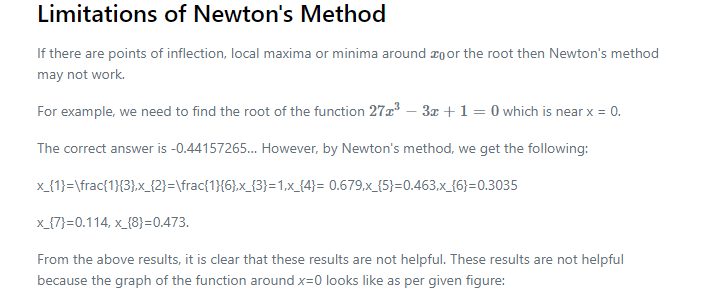 Limitations of Newton's Method
If there are points of inflection, local maxima or minima around x₀or the root then Newton's method
may not work.
For example, we need to find the root of the function 27x³ − 3x + 1 = 0 which is near x = 0.
The correct answer is -0.44157265... However, by Newton's method, we get the following:
x_{1}=\frac{1}{3},x_{2}=\frac{1}{6},x_{3}=1,x_{4}= 0.679,x_{5}=0.463,x_{6}=0.3035
x_{7}=0.114, x_{8}=0.473.
From the above results, it is clear that these results are not helpful. These results are not helpful
because the graph of the function around x=0 looks like as per given figure: